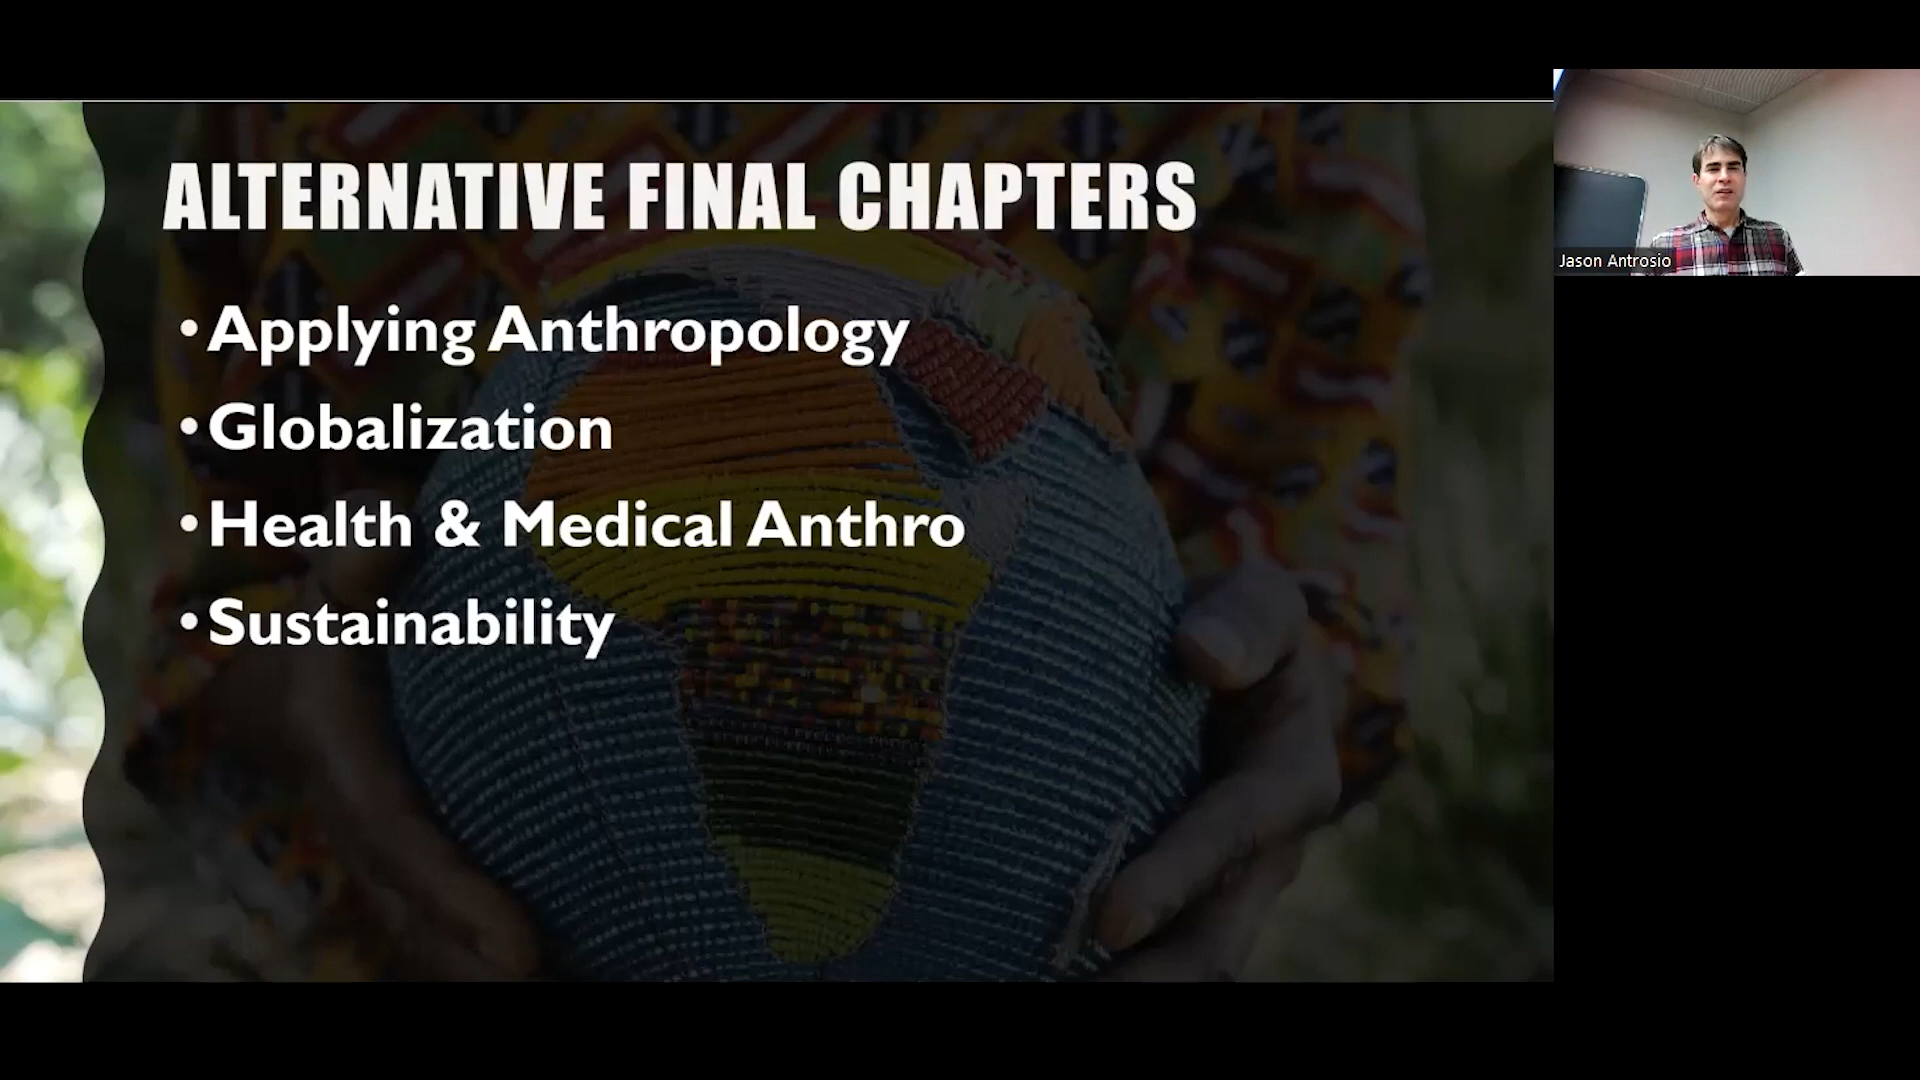 ALTERNATIVE FINAL CHAPTERS
• Applying Anthropology
• Globalization
• Health & Medical Anthro
• Sustainability
Jason Antrosio